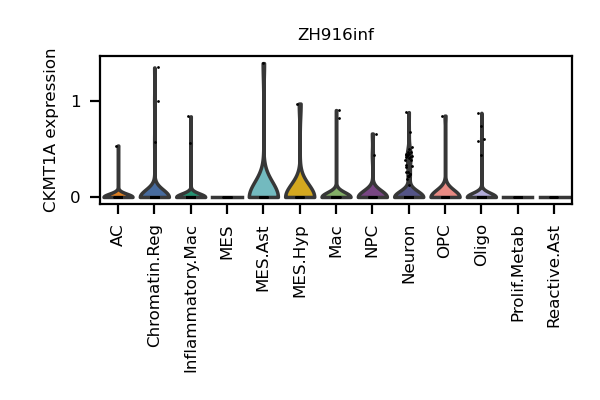 ZH916inf
CKMT1A expression
1
0
AC
Chromatin.Reg
Inflammatory.Mac
MES
MES.Ast
MES.Hyp
Mac
NPC
Neuron
OPC
Oligo
Prolif.Metab
Reactive.Ast